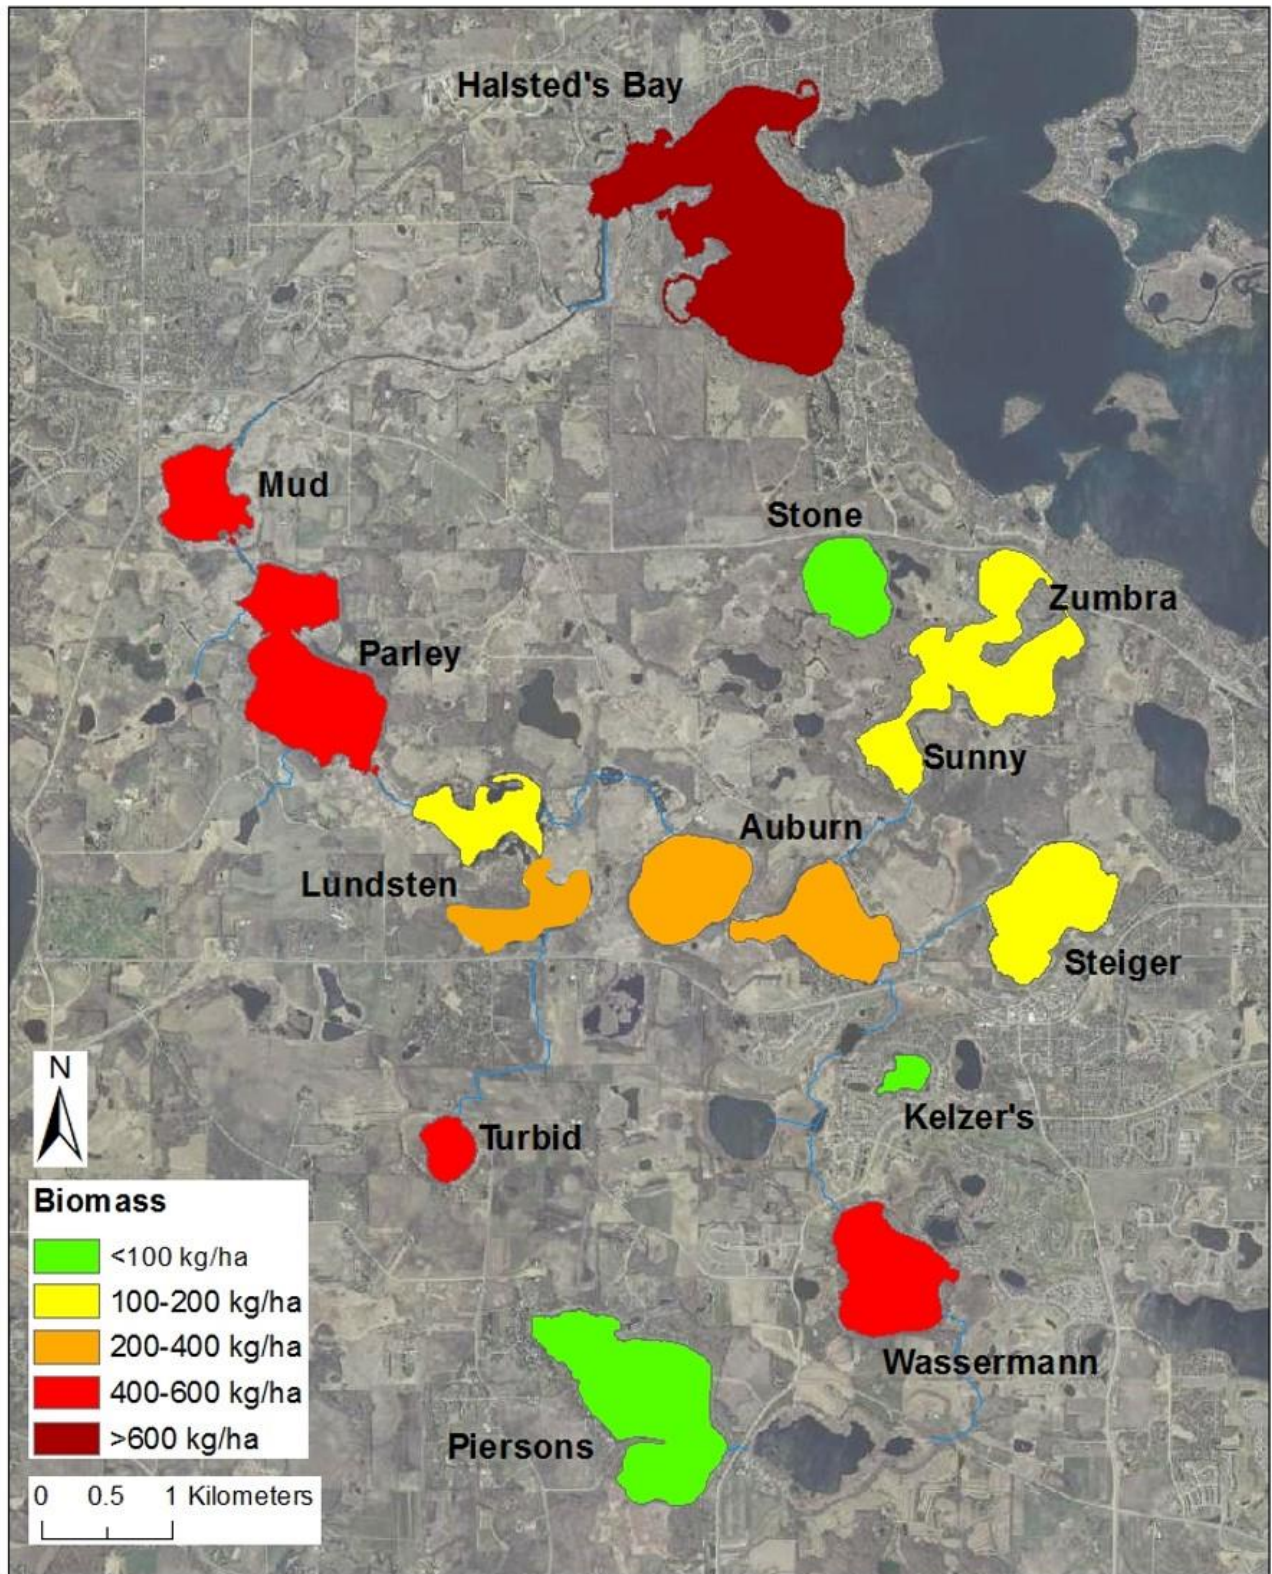 Halsted's Bay
Mud
Stone
Zumbra
Parley
Sunny
Auburn
Lundsten
Steiger
Kelzer's
Turbid
Wassermann
Piersons
N
Biomass
<100 kg/ha
100-200 kg/ha
200-400 kg/ha
400-600 kg/ha
>600 kg/ha
0 0.5 1 Kilometers